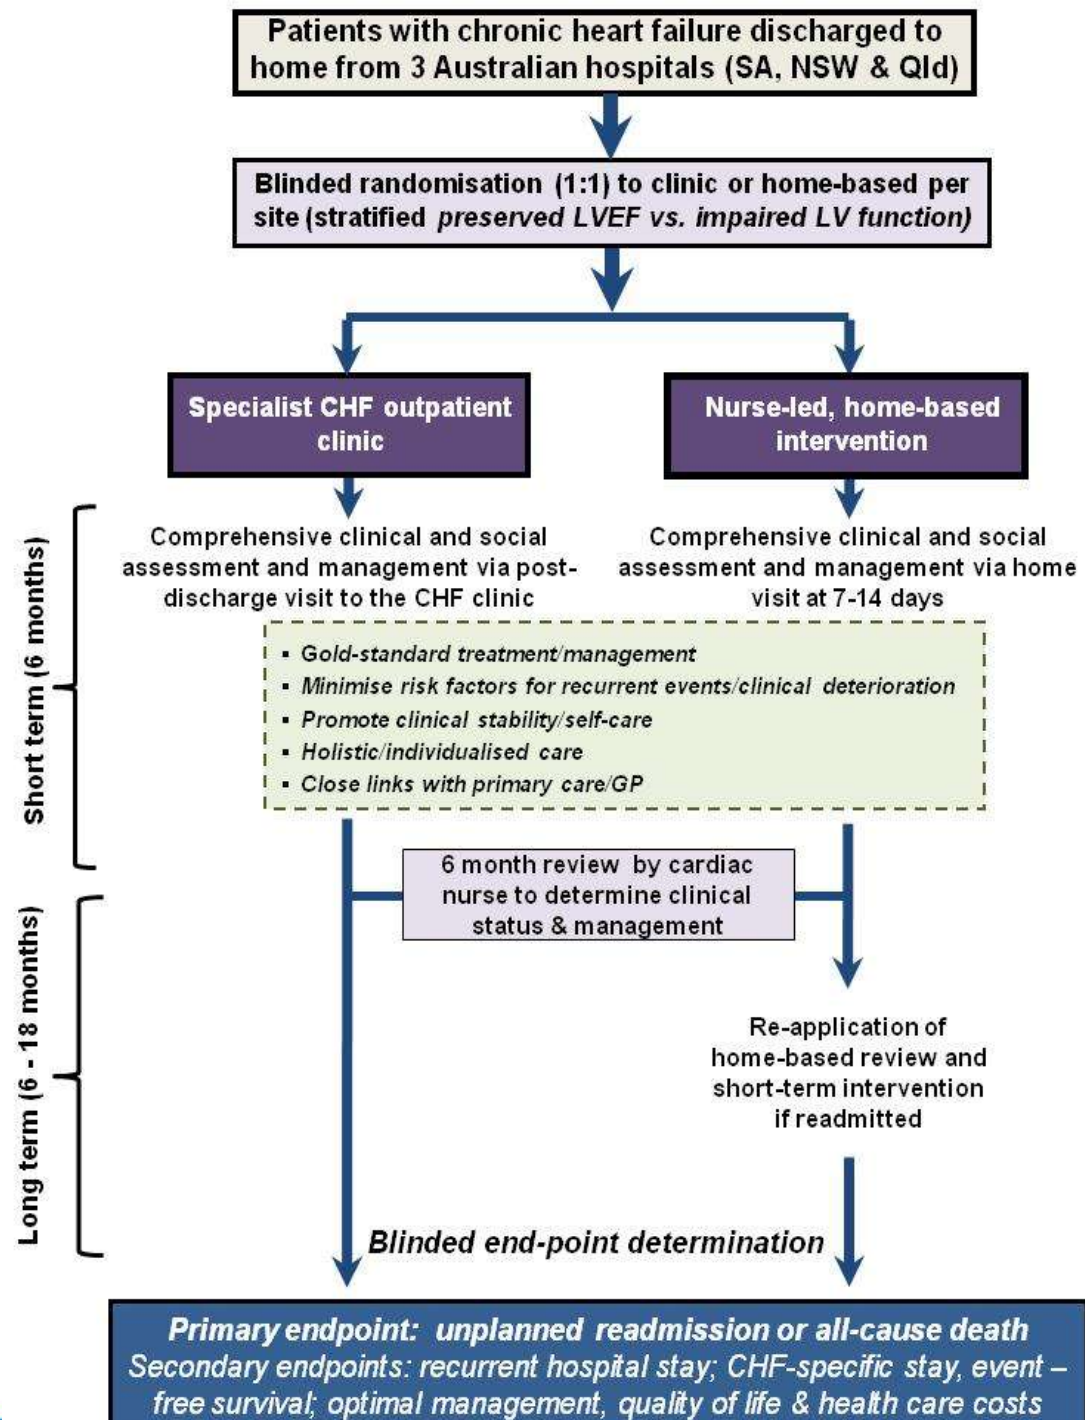 Patients with chronic heart failure discharged to
home from 3 Australian hospitals (SA, NSW & Qld)
Blinded randomisation (1:1) to clinic or home-based per
site (stratified preserved LVEF vs. impaired LV function)
Specialist CHF outpatient
clinic
Nurse-led, home-based
intervention
Short term (6 months)
Comprehensive clinical and social
assessment and management via post-
discharge visit to the CHF clinic
Comprehensive clinical and social
assessment and management via home
visit at 7-14 days
▪ Gold-standard treatment/management
▪ Minimise risk factors for recurrent events/clinical deterioration
▪ Promote clinical stability/self-care
▪ Holistic/individualised care
▪ Close links with primary care/GP
6 month review by cardiac
nurse to determine clinical
status & management
Long term (6 - 18 months)
Re-application of
home-based review and
short-term intervention
if readmitted
Blinded end-point determination
Primary endpoint: unplanned readmission or all-cause death
Secondary endpoints: recurrent hospital stay; CHF-specific stay, event –
free survival; optimal management, quality of life & health care costs